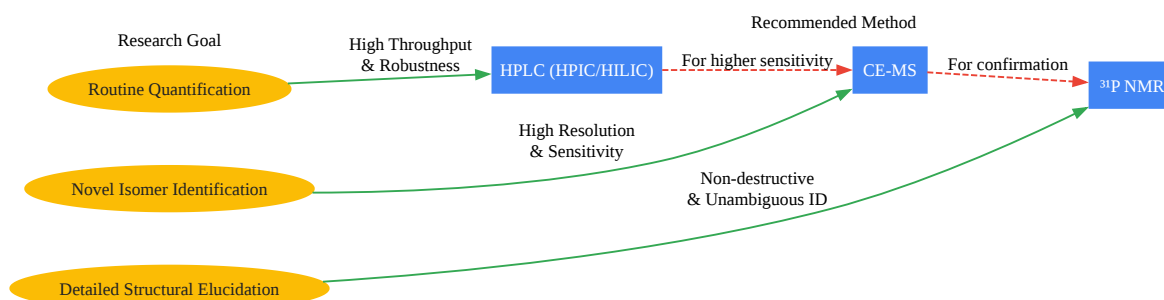 Recommended Method
Research Goal
High Throughput
& Robustness
HPLC (HPIC/HILIC)
For higher sensitivity
CE-MS
For confirmation
³¹P NMR
Routine Quantification
High Resolution
& Sensitivity
Novel Isomer Identification
Non-destructive
& Unambiguous ID
Detailed Structural Elucidation